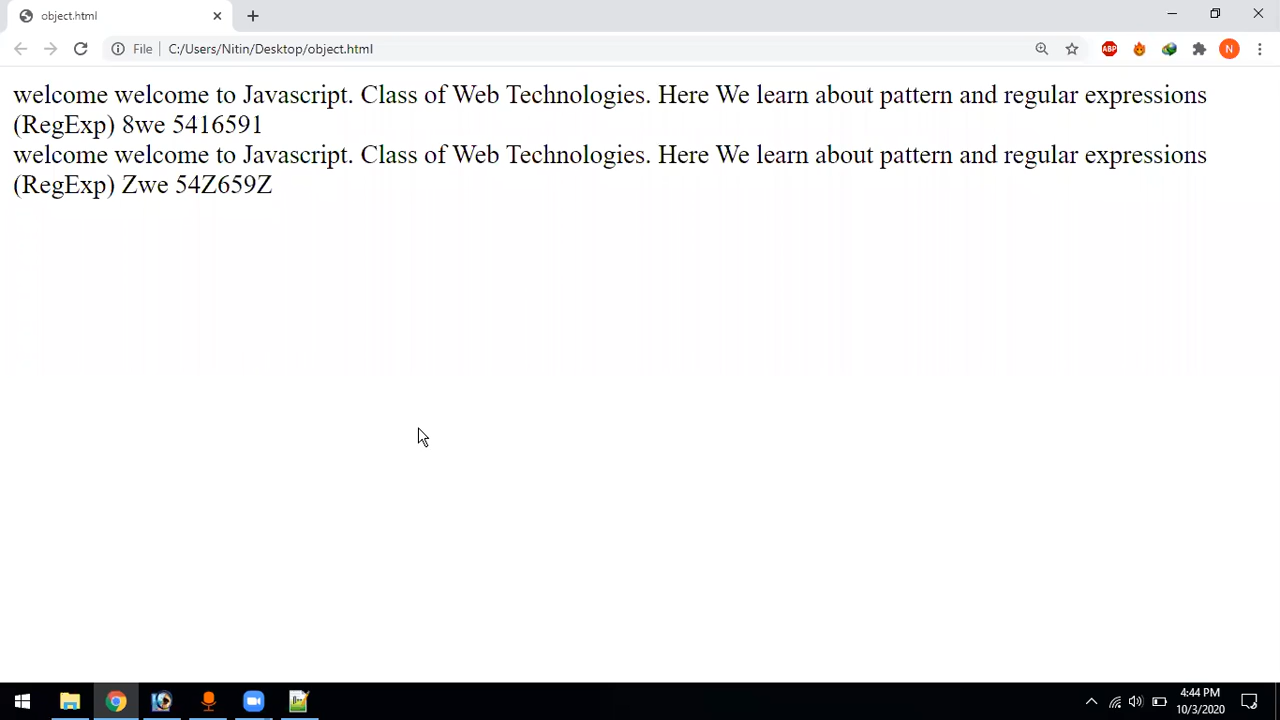 object.html
File
C:/Users/Nitin/Desktop/object.html
ABP
N
welcome welcome to Javascript. Class of Web Technologies. Here We learn about pattern and regular expressions
(RegExp) 8we 5416591
welcome welcome to Javascript. Class of Web Technologies. Here We learn about pattern and regular expressions
(RegExp) Zwe 54Z659Z
4:44 PM
10/3/2020